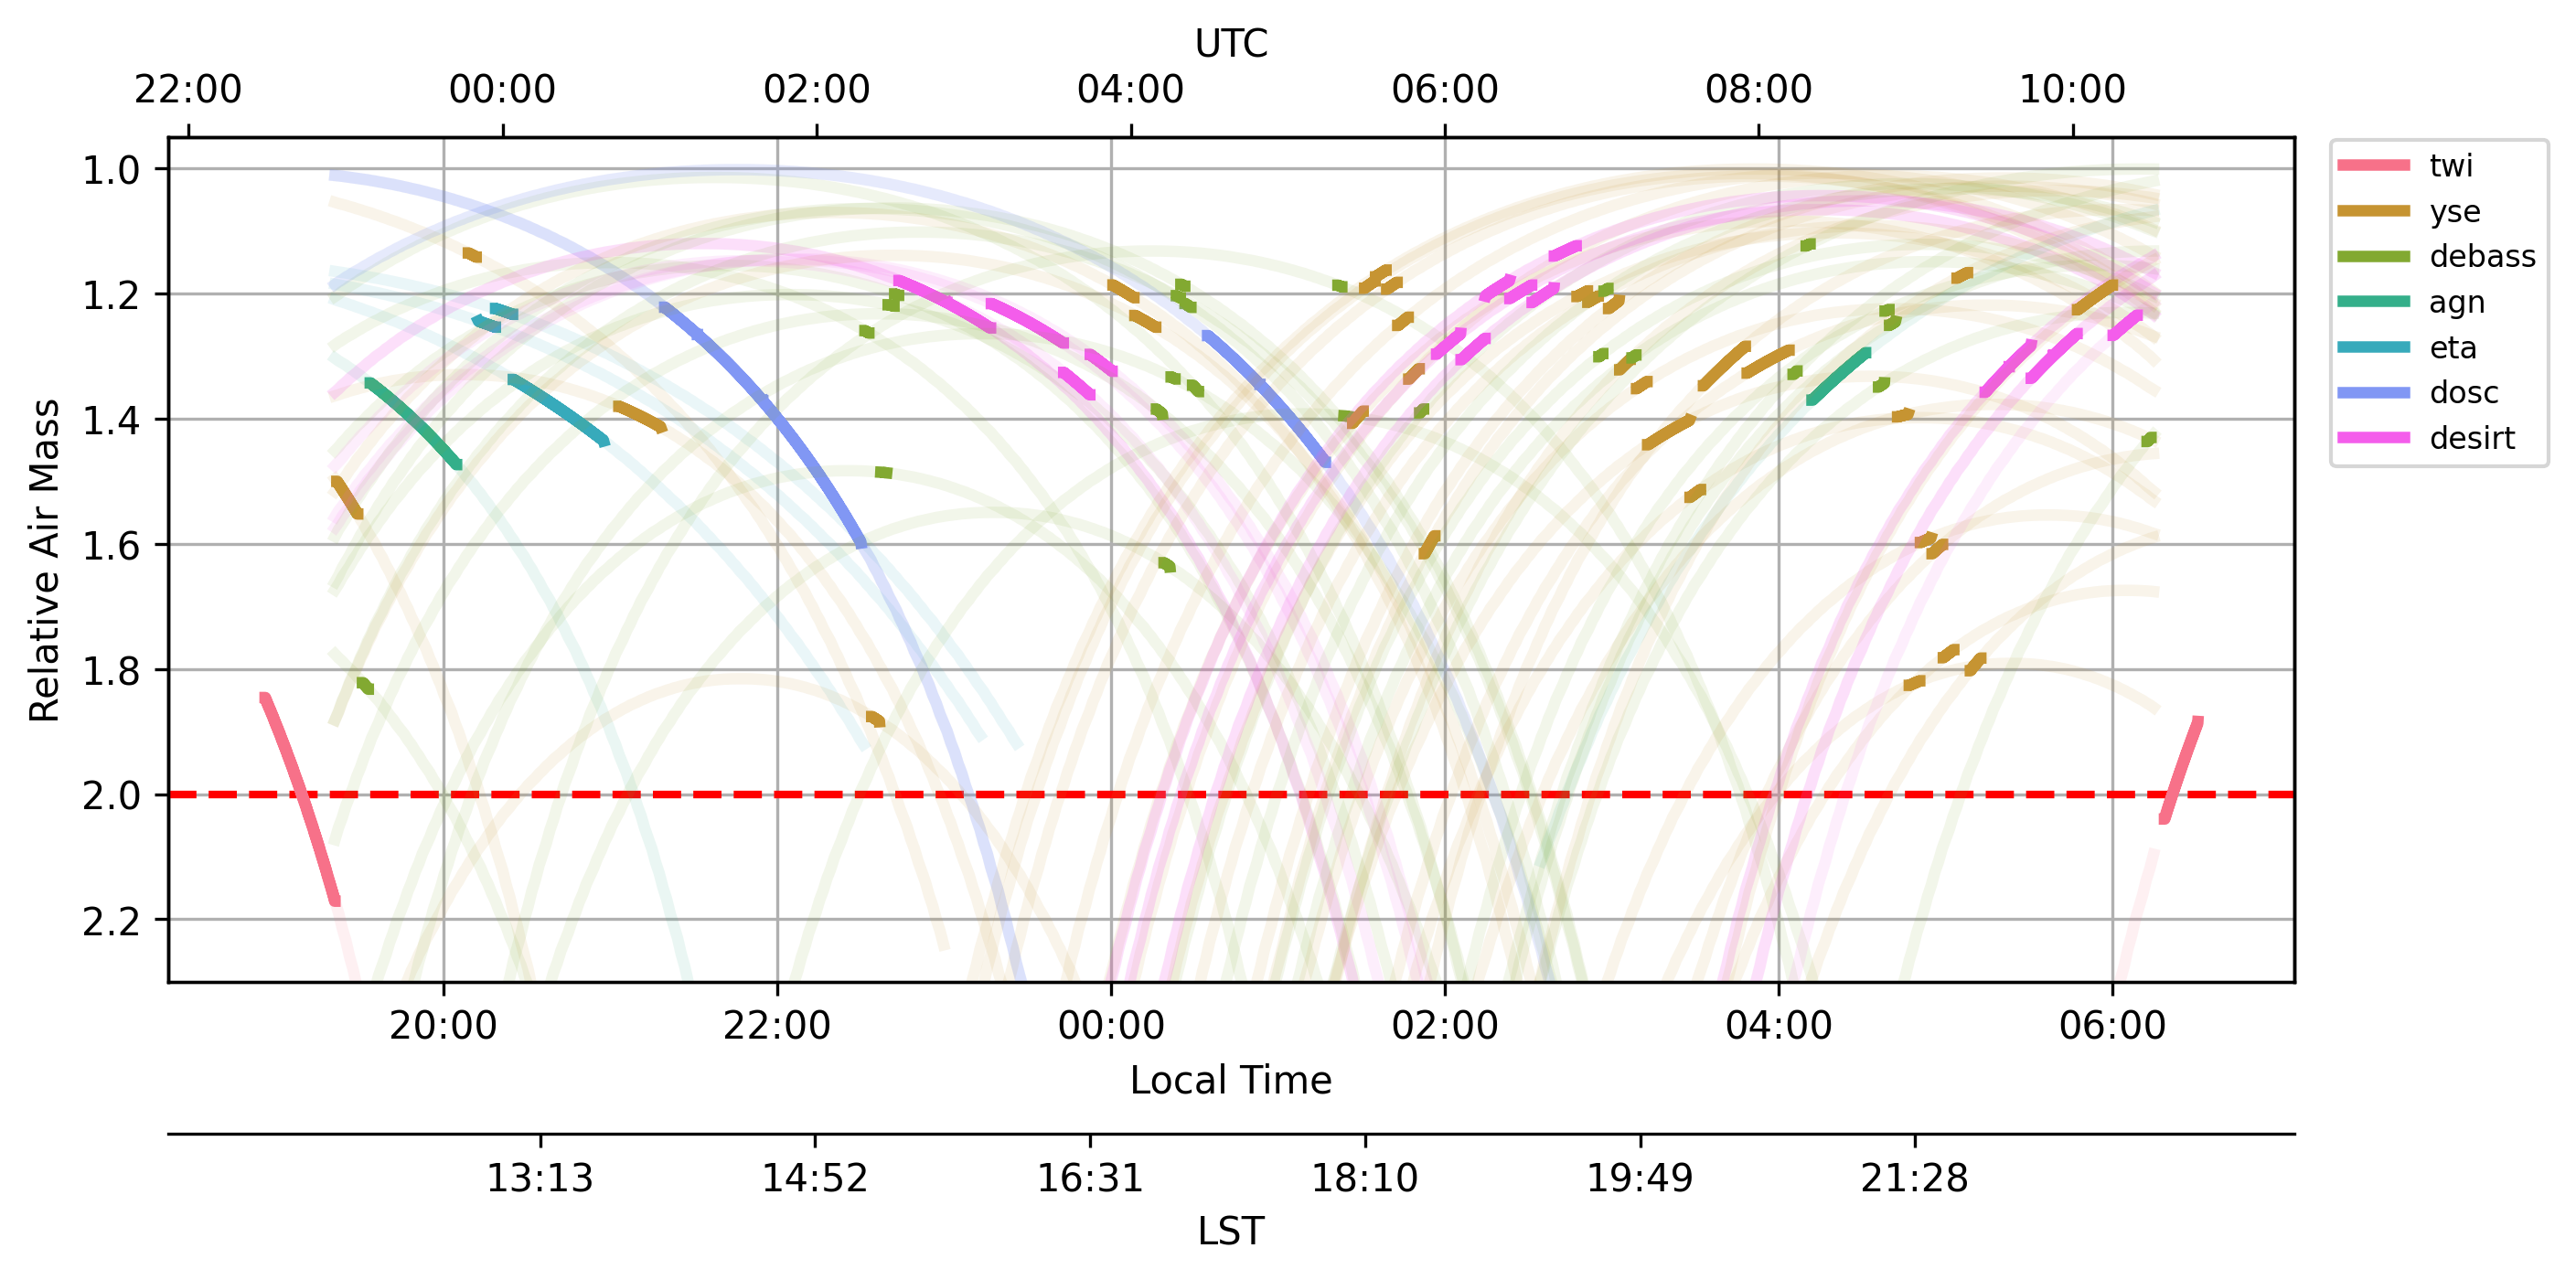 UTC
22:00 00:00 02:00 04:00 06:00 08:00 10:00
Relative Air Mass
1.0
1.2
1.4
1.6
1.8
2.0
2.2
twi
yse
debass
agn
eta
dosc
desirt
20:00 22:00 00:00 02:00 04:00 06:00
Local Time
13:13 14:52 16:31 18:10 19:49 21:28
LST